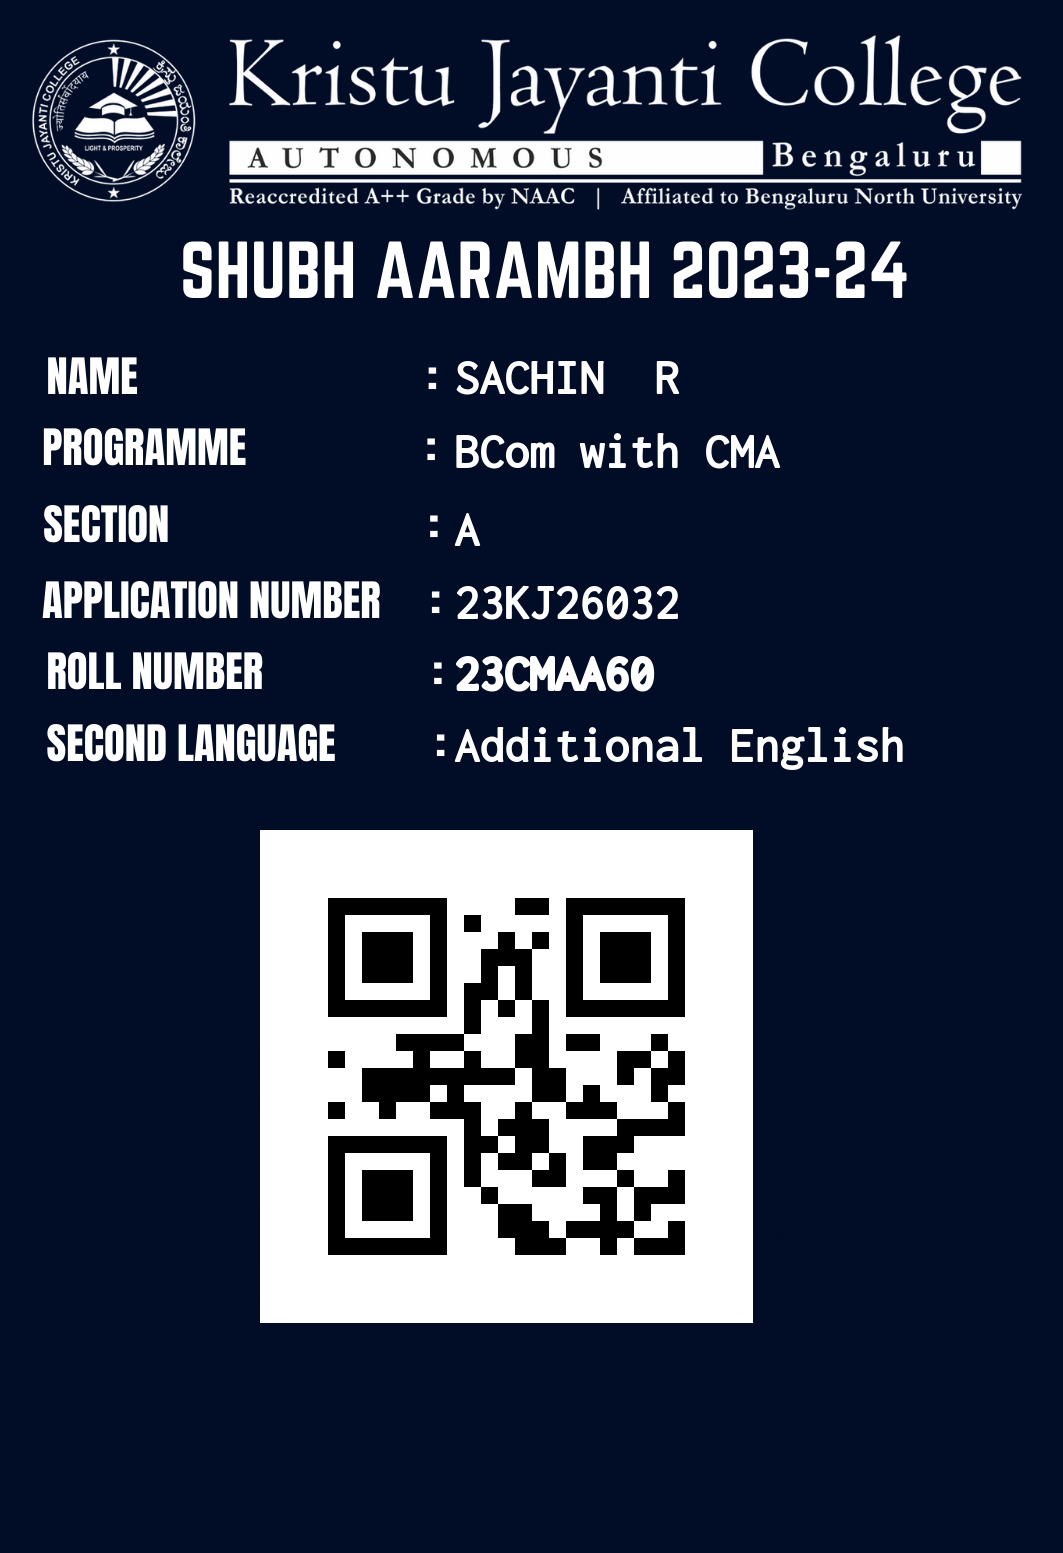 KRISTU JAYANTI COLLEGE
ಕ್ರಿಸ್ತು ಜಯಂತಿ ಕಾಲೇಜು
LIGHT & PROSPERITY
Kristu Jayanti College
AUTONOMOUS Bengaluru
Reaccredited A++ Grade by NAAC | Affiliated to Bengaluru North University
SHUBH AARAMBH 2023-24
NAME : SACHIN R
PROGRAMME : BCom with CMA
SECTION : A
APPLICATION NUMBER : 23KJ26032
ROLL NUMBER : 23CMAA60
SECOND LANGUAGE : Additional English